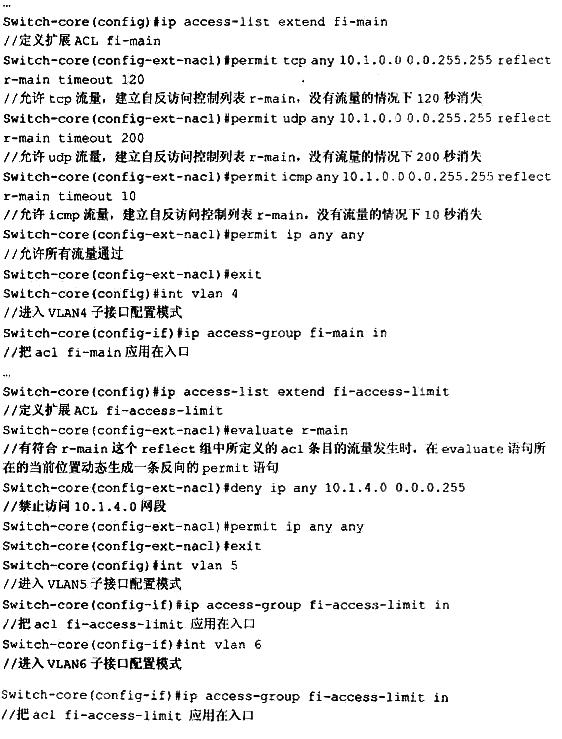 …
Switch-core(config)#ip access-list extend fi-main
//定义扩展 ACL fi-main
Switch-core(config-ext-nacl)#permit tcp any 10.1.0.0 0.0.255.255 reflect
r-main timeout 120
//允许 tcp 流量，建立自反访问控制列表 r-main，没有流量的情况下 120 秒消失
Switch-core(config-ext-nacl)#permit udp any 10.1.0.0 0.0.255.255 reflect
r-main timeout 200
//允许 udp 流量，建立自反访问控制列表 r-main，没有流量的情况下 200 秒消失
Switch-core(config-ext-nacl)#permit icmp any 10.1.0.0 0.0.255.255 reflect
r-main timeout 10
//允许 icmp 流量，建立自反访问控制列表 r-main，没有流量的情况下 10 秒消失
Switch-core(config-ext-nacl)#permit ip any any
//允许所有流量通过
Switch-core(config-ext-nacl)#exit
Switch-core(config)#int vlan 4
//进入 VLAN4 子接口配置模式
Switch-core(config-if)#ip access-group fi-main in
//把 acl fi-main 应用在入口
…
Switch-core(config)#ip access-list extend fi-access-limit
//定义扩展 ACL fi-access-limit
Switch-core(config-ext-nacl)#evaluate r-main
//有符合 r-main 这个 reflect 组中所定义的 acl 条目的流量发生时，在 evaluate 语句所
在的当前位置动态生成一条反向的 permit 语句
Switch-core(config-ext-nacl)#deny ip any 10.1.4.0 0.0.0.255
//禁止访问 10.1.4.0 网段
Switch-core(config-ext-nacl)#permit ip any any
Switch-core(config-ext-nacl)#exit
Switch-core(config)#int vlan 5
//进入 VLAN5 子接口配置模式
Switch-core(config-if)#ip access-group fi-access-limit in
//把 acl fi-access-limit 应用在入口
Switch-core(config-if)#int vlan 6
//进入 VLAN6 子接口配置模式
Switch-core(config-if)#ip access-group fi-access-limit in
//把 acl fi-access-limit 应用在入口